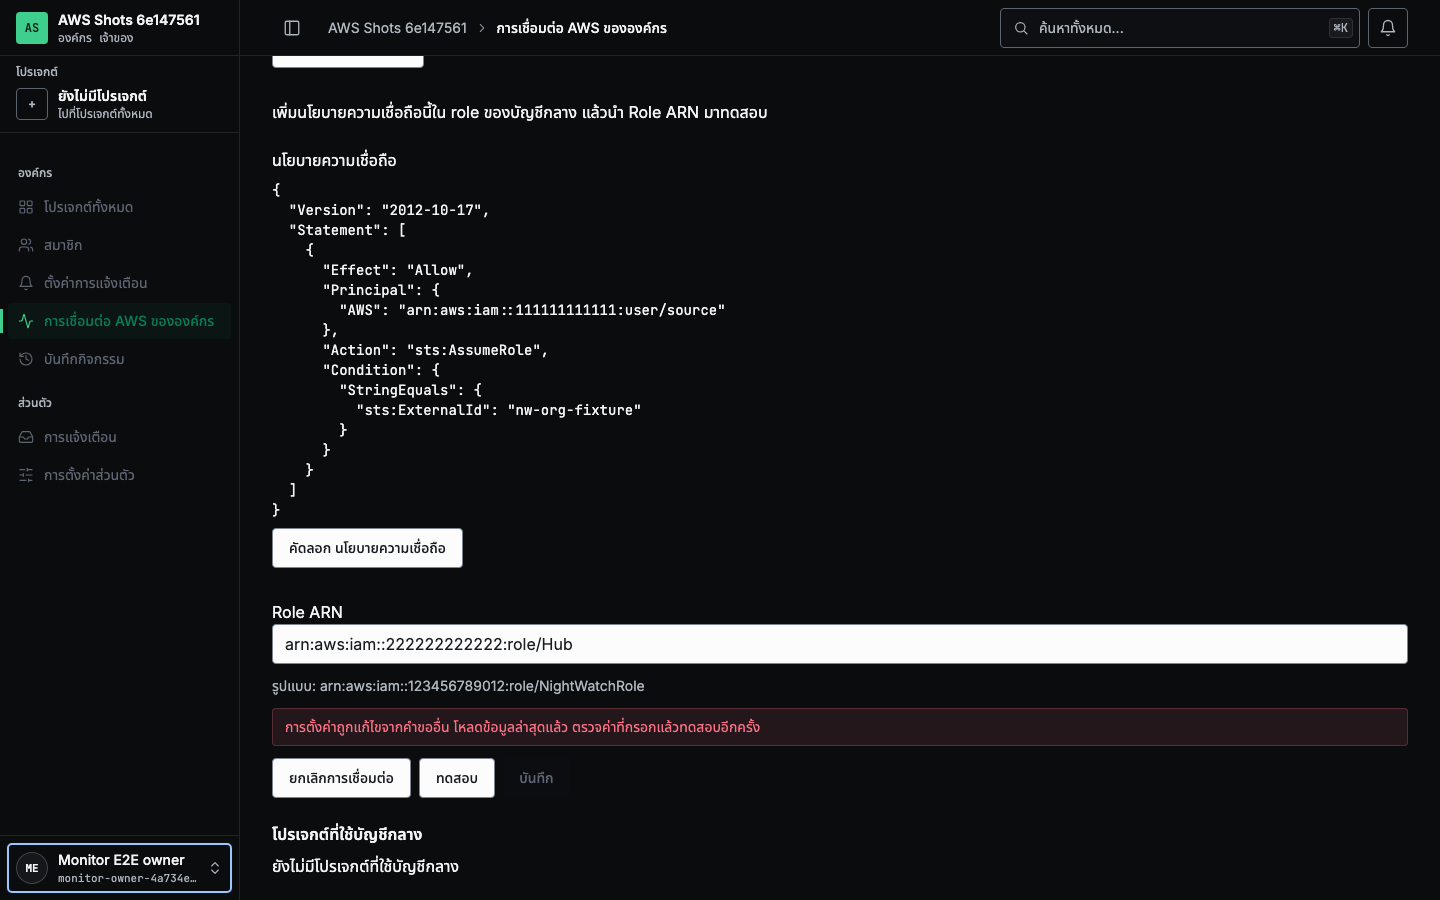 AS
AWS Shots 6e147561
องค์กร เจ้าของ
โปรเจกต์
+
ยังไม่มีโปรเจกต์
ไปที่โปรเจกต์ทั้งหมด
องค์กร
โปรเจกต์ทั้งหมด
สมาชิก
ตั้งค่าการแจ้งเตือน
การเชื่อมต่อ AWS ขององค์กร
บันทึกกิจกรรม
ส่วนตัว
การแจ้งเตือน
การตั้งค่าส่วนตัว
ME
Monitor E2E owner
monitor-owner-4a734e…
AWS Shots 6e147561 > การเชื่อมต่อ AWS ขององค์กร
ค้นหาทั้งหมด...
⌘K
เพิ่มนโยบายความเชื่อถือนี้ใน role ของบัญชีกลาง แล้วนำ Role ARN มาทดสอบ
นโยบายความเชื่อถือ
{
  "Version": "2012-10-17",
  "Statement": [
    {
      "Effect": "Allow",
      "Principal": {
        "AWS": "arn:aws:iam::111111111111:user/source"
      },
      "Action": "sts:AssumeRole",
      "Condition": {
        "StringEquals": {
          "sts:ExternalId": "nw-org-fixture"
        }
      }
    }
  ]
}
คัดลอก นโยบายความเชื่อถือ
Role ARN
arn:aws:iam::222222222222:role/Hub
รูปแบบ: arn:aws:iam::123456789012:role/NightWatchRole
การตั้งค่าถูกแก้ไขจากคำขออื่น โหลดข้อมูลล่าสุดแล้ว ตรวจค่าที่กรอกแล้วทดสอบอีกครั้ง
ยกเลิกการเชื่อมต่อ
ทดสอบ
บันทึก
โปรเจกต์ที่ใช้บัญชีกลาง
ยังไม่มีโปรเจกต์ที่ใช้บัญชีกลาง